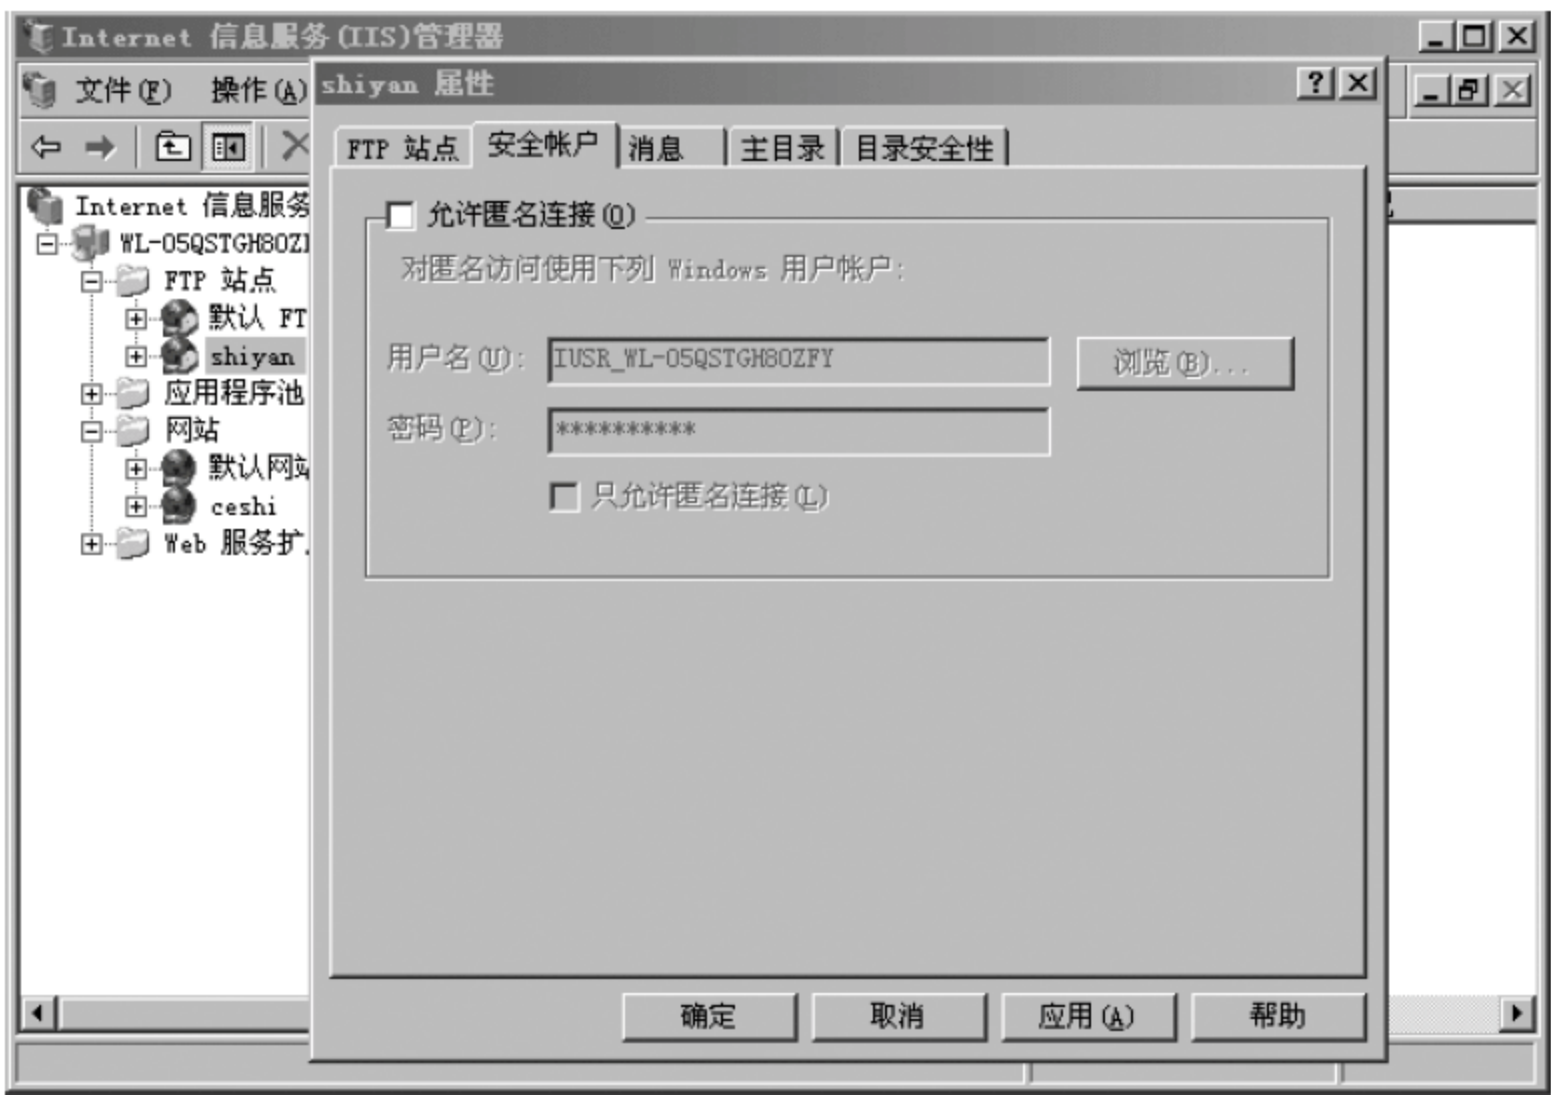 Internet 信息服务(IIS)管理器
文件(F) 操作(A)
shiyan 属性
FTP 站点 安全帐户 消息 主目录 目录安全性
Internet 信息服务
WL-05QSTGH80Z
FTP 站点
默认 FT
shiyan
应用程序池
网站
默认网站
ceshi
Web 服务扩
允许匿名连接(O)
对匿名访问使用下列 Windows 用户帐户:
用户名(U): IUSR_WL-05QSTGH80ZFY 浏览(B)...
密码(P): **********
只允许匿名连接(L)
确定 取消 应用(A) 帮助